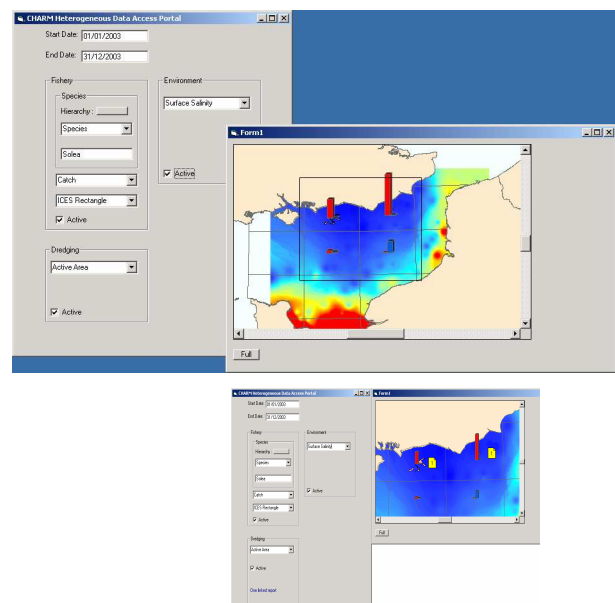 CHARM Heterogeneous Data Access Portal
Start Date: 01/01/2003
End Date: 31/12/2003
Fishery
Species
Hierarchy:
Species
Solea
Catch
ICES Rectangle
Active
Environment
Surface Salinity
Active
Dredging
Active Area
Active
Form1
Full
CHARM Heterogeneous Data Access Portal
Start Date: 01/01/2003
End Date: 31/12/2003
Fishery
Species
Hierarchy:
Species
Solea
Catch
ICES Rectangle
Active
Environment
Surface Salinity
Active
Dredging
Active Area
Active
One linked report
Form1
Full